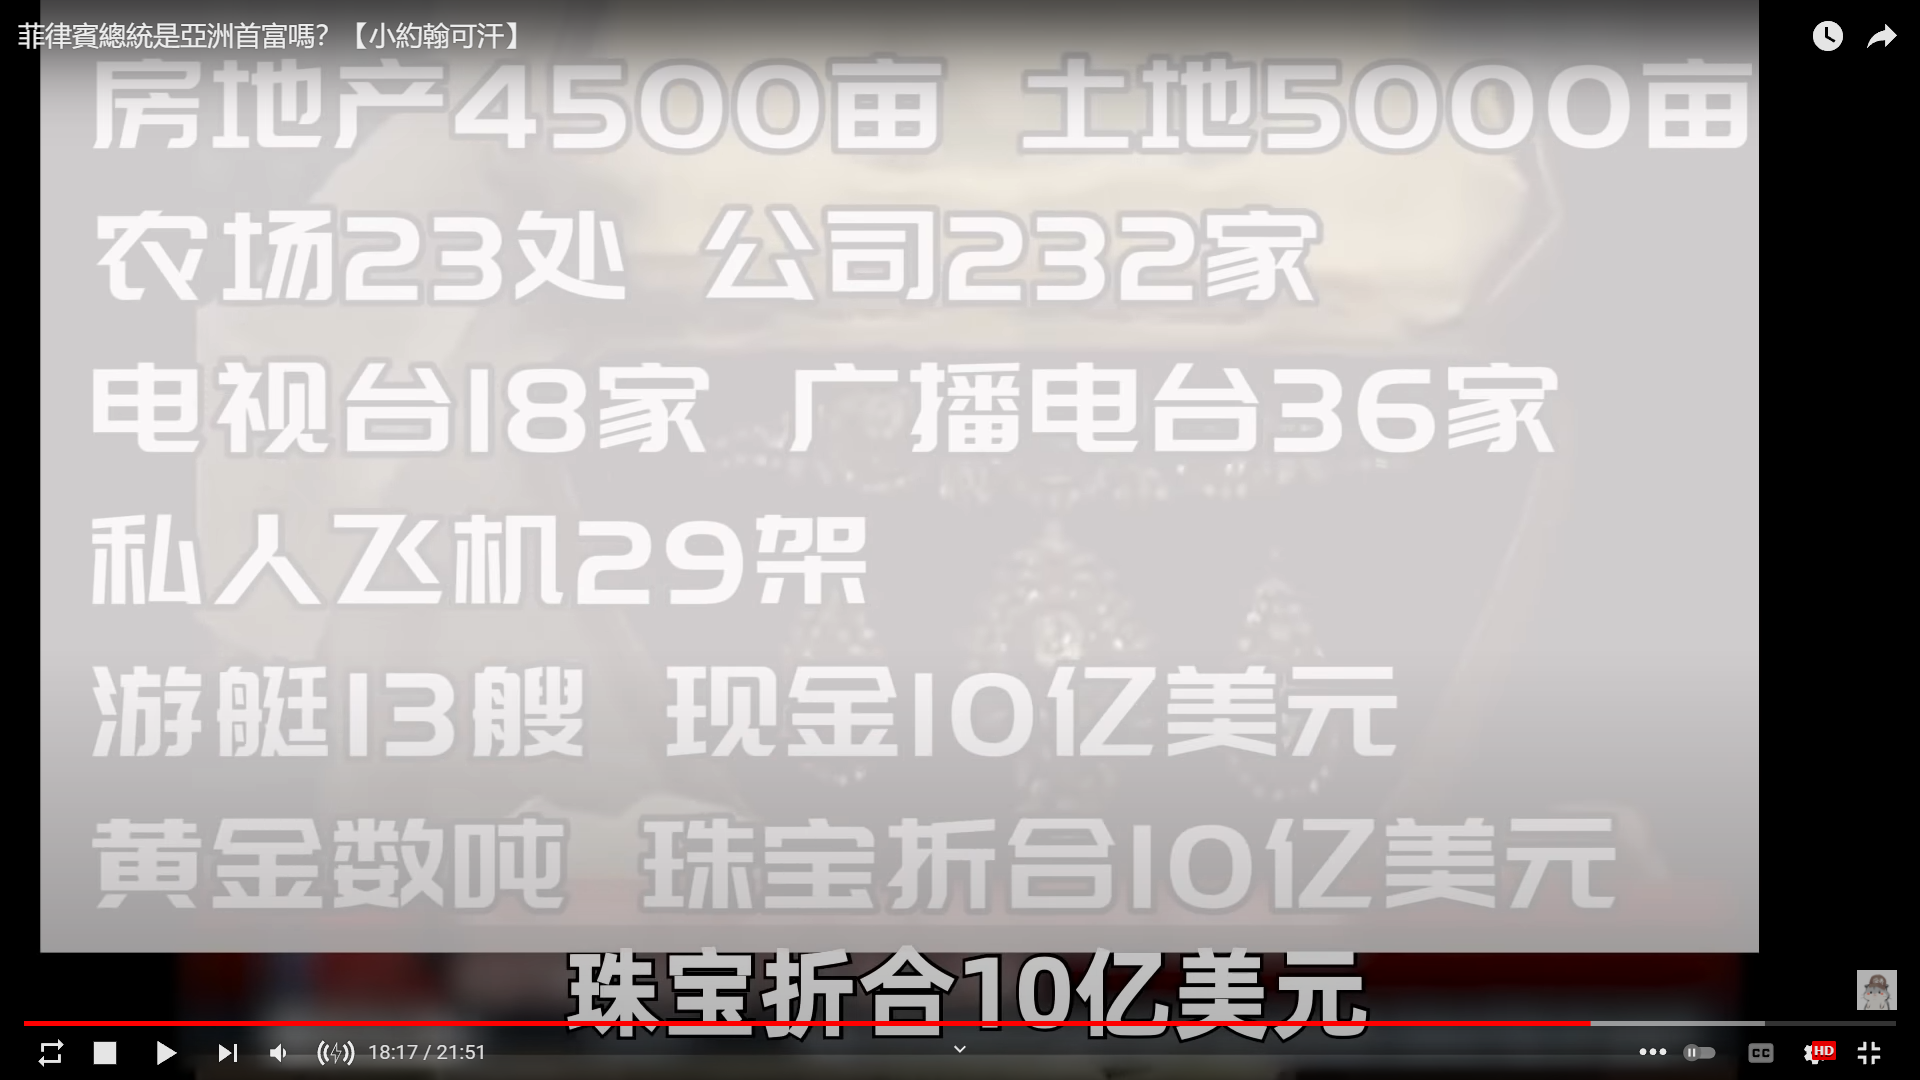 菲律賓總統是亞洲首富嗎？【小約翰可汗】
房地产4500亩 土地5000亩
农场23处 公司232家
电视台18家 广播电台36家
私人飞机29架
游艇13艘 现金10亿美元
黄金数吨 珠宝折合10亿美元
珠宝折合10亿美元
18:17 / 21:51
CC
HD